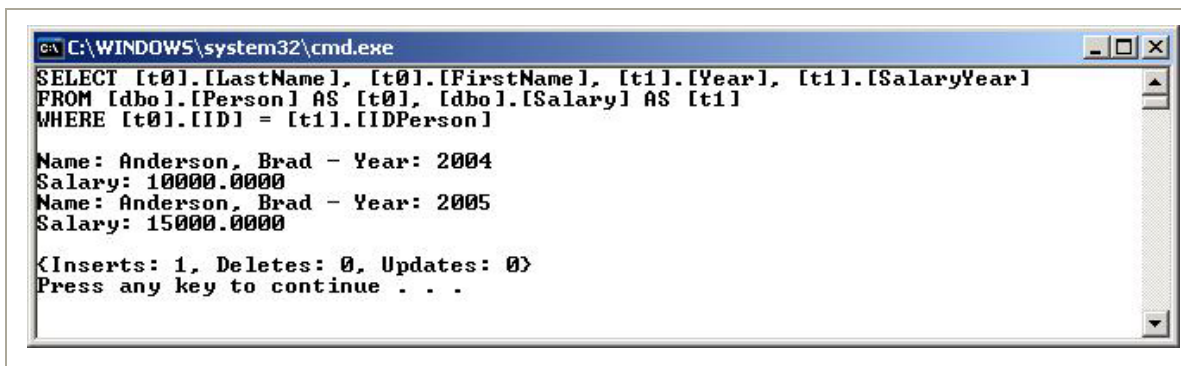 C:\WINDOWS\system32\cmd.exe
SELECT [t0].[LastName], [t0].[FirstName], [t1].[Year], [t1].[SalaryYear]
FROM [dbo].[Person] AS [t0], [dbo].[Salary] AS [t1]
WHERE [t0].[ID] = [t1].[IDPerson]
Name: Anderson, Brad - Year: 2004
Salary: 10000.0000
Name: Anderson, Brad - Year: 2005
Salary: 15000.0000
{Inserts: 1, Deletes: 0, Updates: 0}
Press any key to continue . . .